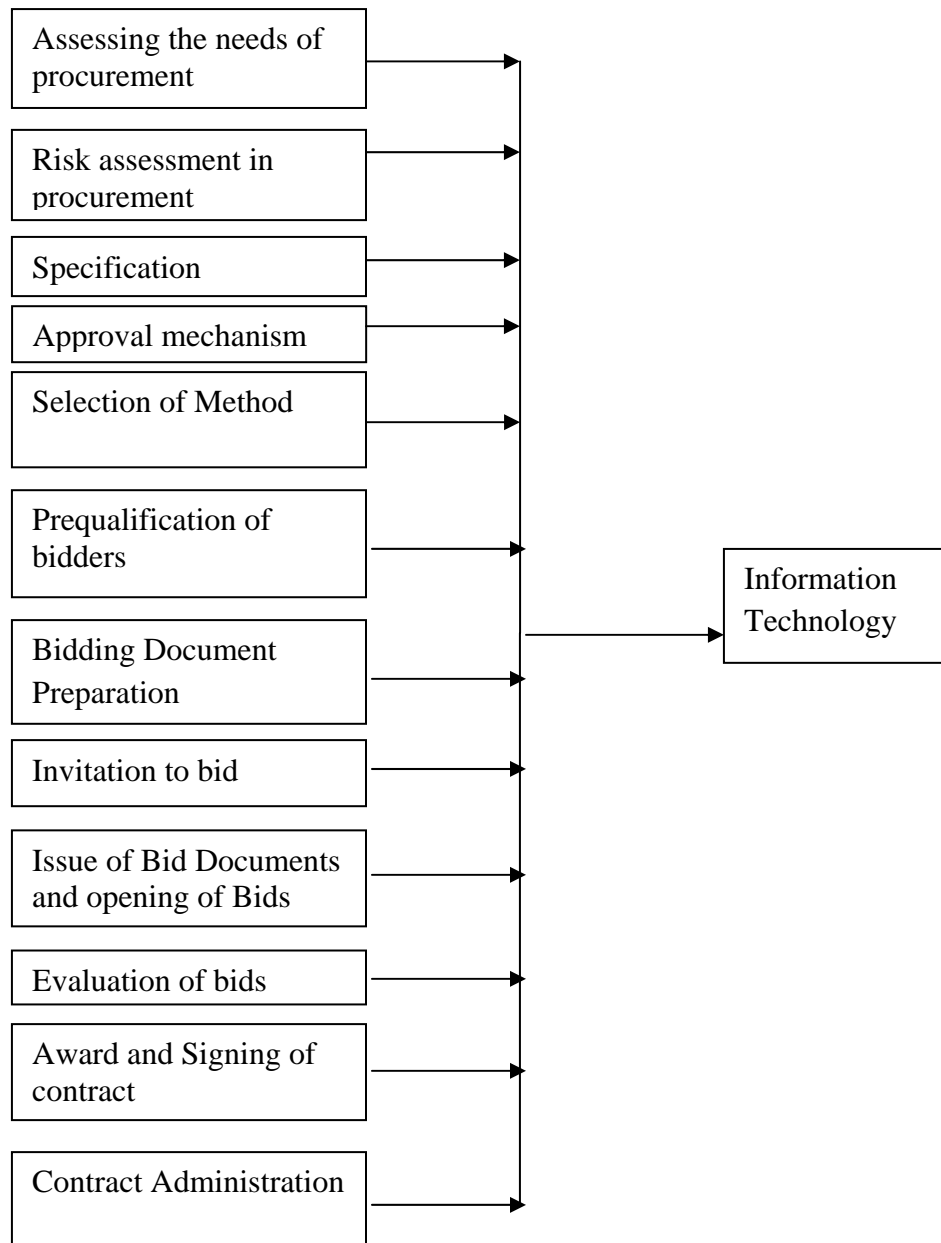 Assessing the needs of
procurement
Risk assessment in
procurement
Specification
Approval mechanism
Selection of Method
Prequalification of
bidders
Information
Technology
Bidding Document
Preparation
Invitation to bid
Issue of Bid Documents
and opening of Bids
Evaluation of bids
Award and Signing of
contract
Contract Administration